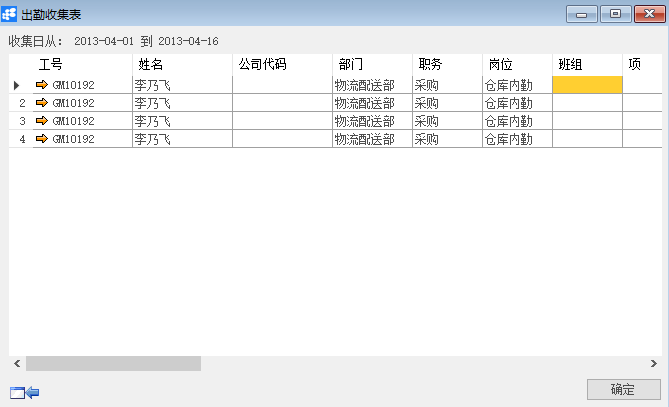 出勤收集表
收集日从: 2013-04-01 到 2013-04-16
工号 姓名 公司代码 部门 职务 岗位 班组 项
GM10192 李乃飞 物流配送部 采购 仓库内勤
2 GM10192 李乃飞 物流配送部 采购 仓库内勤
3 GM10192 李乃飞 物流配送部 采购 仓库内勤
4 GM10192 李乃飞 物流配送部 采购 仓库内勤
确定